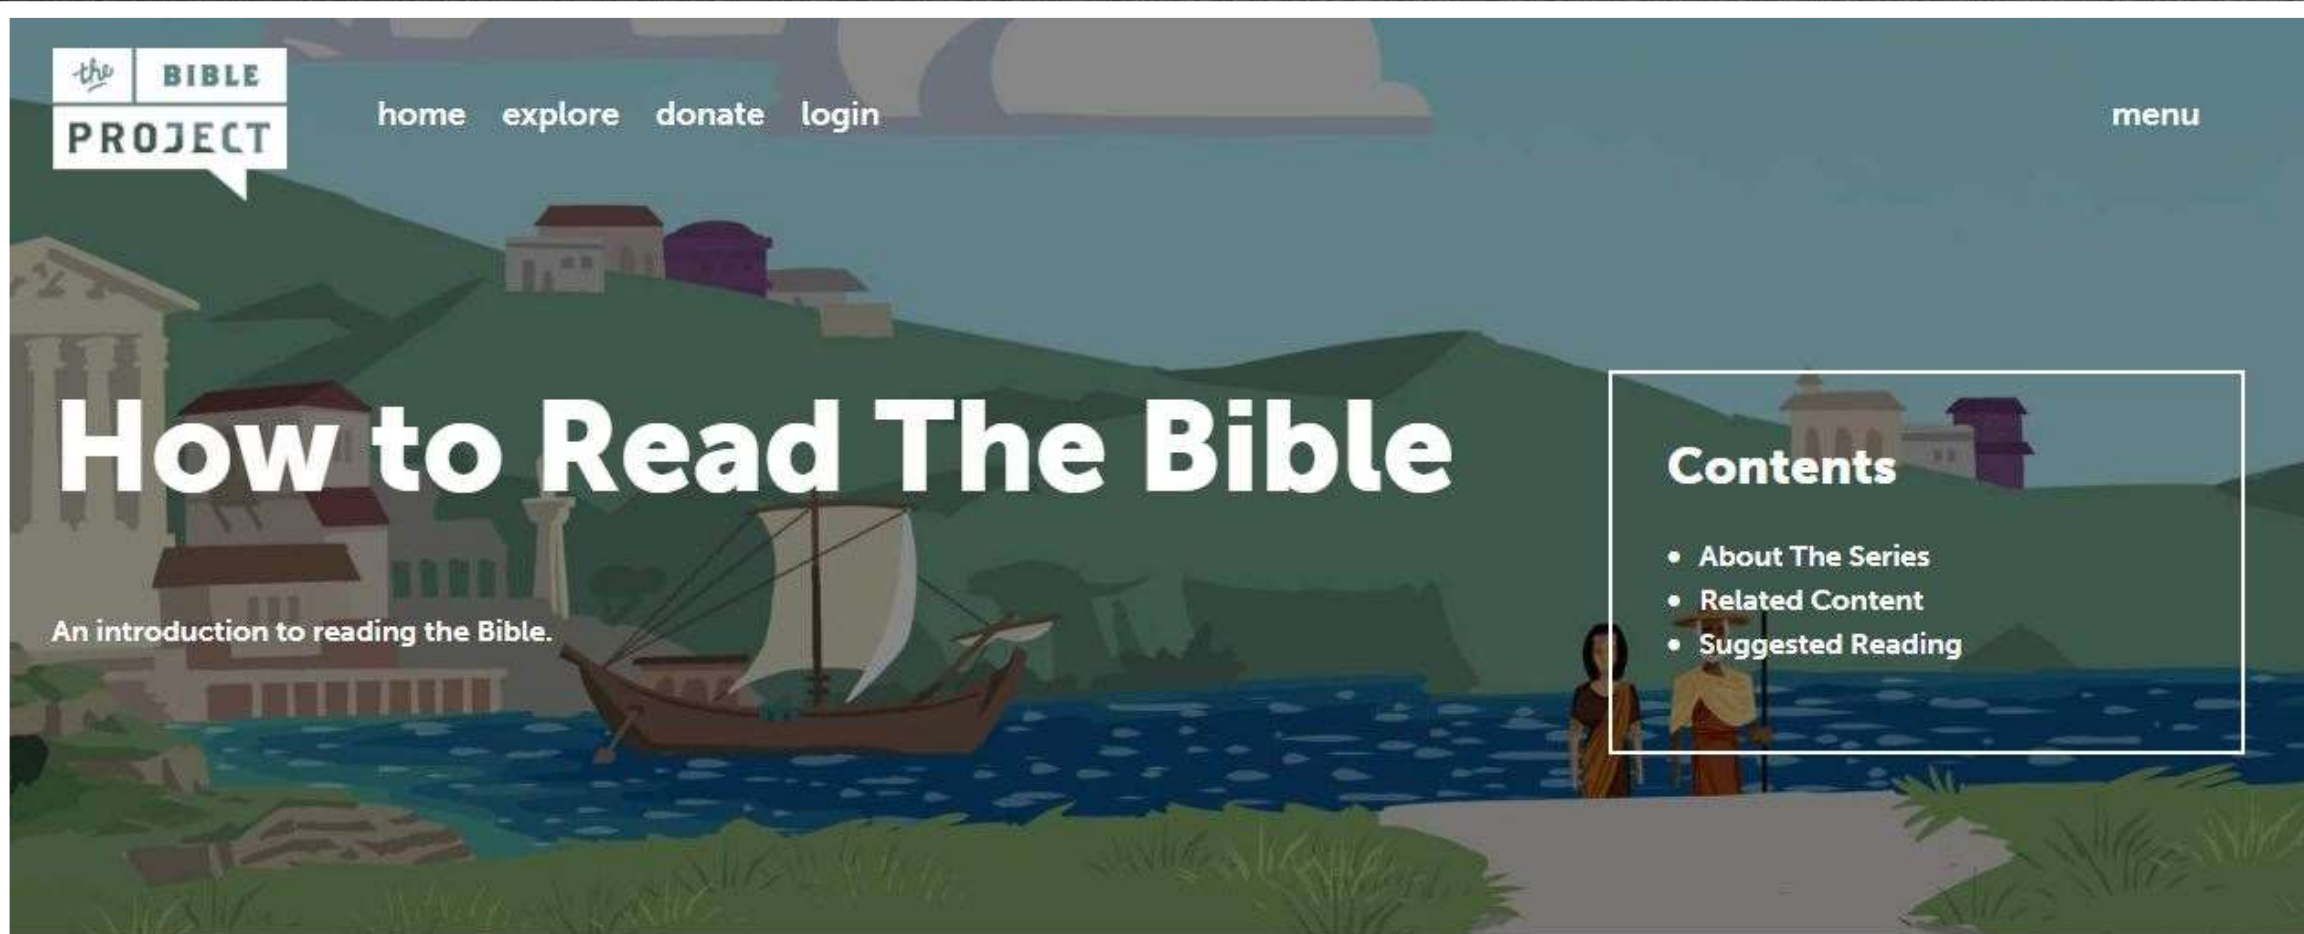 the BIBLE
PROJECT
home explore donate login
menu
How to Read The Bible
An introduction to reading the Bible.
Contents
• About The Series
• Related Content
• Suggested Reading